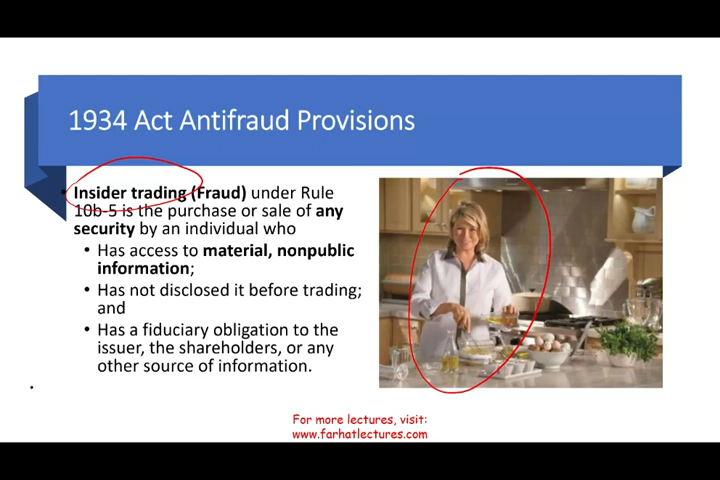 1934 Act Antifraud Provisions
• Insider trading (Fraud) under Rule
10b-5 is the purchase or sale of any
security by an individual who
• Has access to material, nonpublic
information;
• Has not disclosed it before trading;
and
• Has a fiduciary obligation to the
issuer, the shareholders, or any
other source of information.
For more lectures, visit:
www.farhatlectures.com